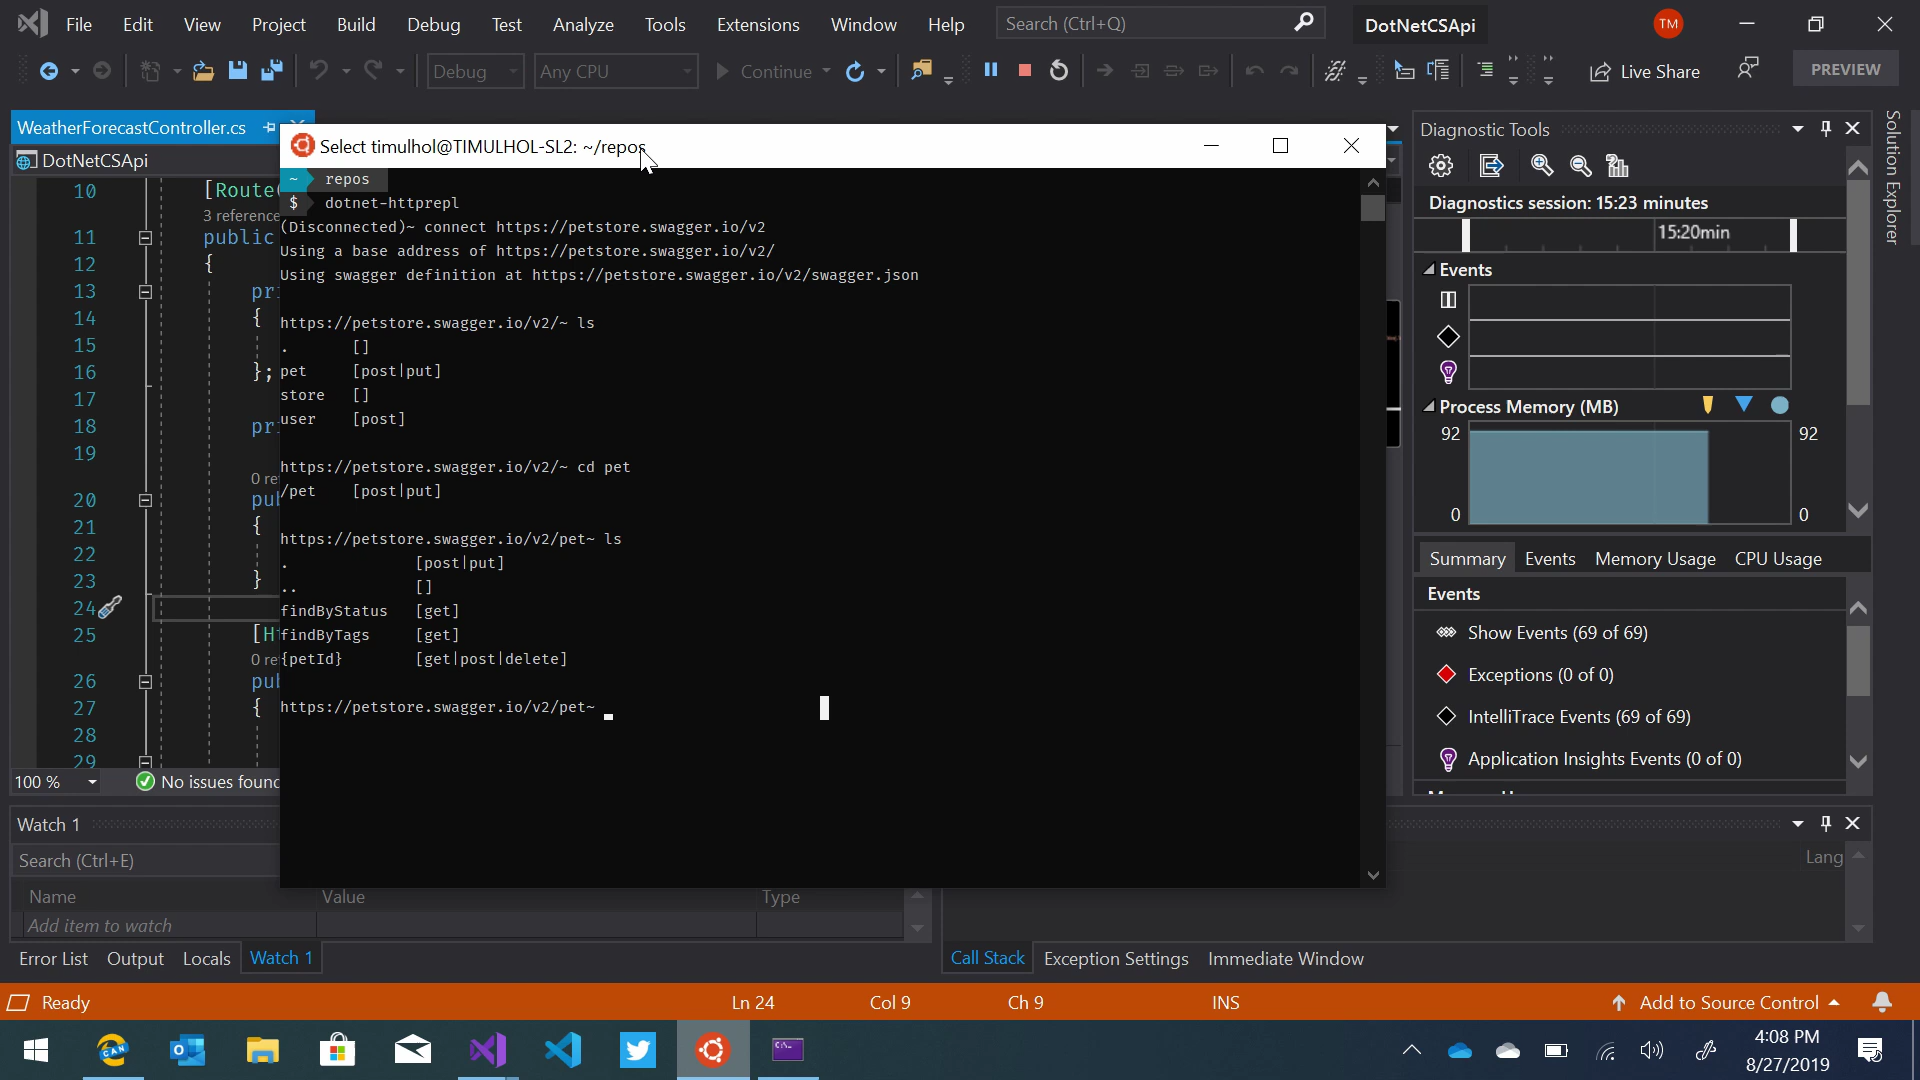 File Edit View Project Build Debug Test Analyze Tools Extensions Window Help Search (Ctrl+Q) DotNetCSApi TM
Debug Any CPU Continue Live Share PREVIEW
WeatherForecastController.cs
DotNetCSApi
10 [Route(
3 reference
11 public
12 {
13 pri
14 {
15
16 };
17
18 pri
19
0 re
20 pub
21 {
22
23 }
24
25 [H
0 re
26 pub
27 {
28
29
100 % No issues found
Select timulhol@TIMULHOL-SL2: ~/repos
~ repos
$ dotnet-httprepl
(Disconnected)~ connect https://petstore.swagger.io/v2
Using a base address of https://petstore.swagger.io/v2/
Using swagger definition at https://petstore.swagger.io/v2/swagger.json
https://petstore.swagger.io/v2/~ ls
. []
pet [post|put]
store []
user [post]
https://petstore.swagger.io/v2/~ cd pet
/pet [post|put]
https://petstore.swagger.io/v2/pet~ ls
. [post|put]
.. []
findByStatus [get]
findByTags [get]
{petId} [get|post|delete]
https://petstore.swagger.io/v2/pet~
Diagnostic Tools
Diagnostics session: 15:23 minutes
15:20min
Events
Process Memory (MB)
92 92
0 0
Summary Events Memory Usage CPU Usage
Events
Show Events (69 of 69)
Exceptions (0 of 0)
IntelliTrace Events (69 of 69)
Application Insights Events (0 of 0)
Solution Explorer
Watch 1
Search (Ctrl+E)
Name Value Type
Add item to watch
Lang
Error List Output Locals Watch 1
Call Stack Exception Settings Immediate Window
Ready Ln 24 Col 9 Ch 9 INS Add to Source Control
CAN
C:\_
4:08 PM
8/27/2019